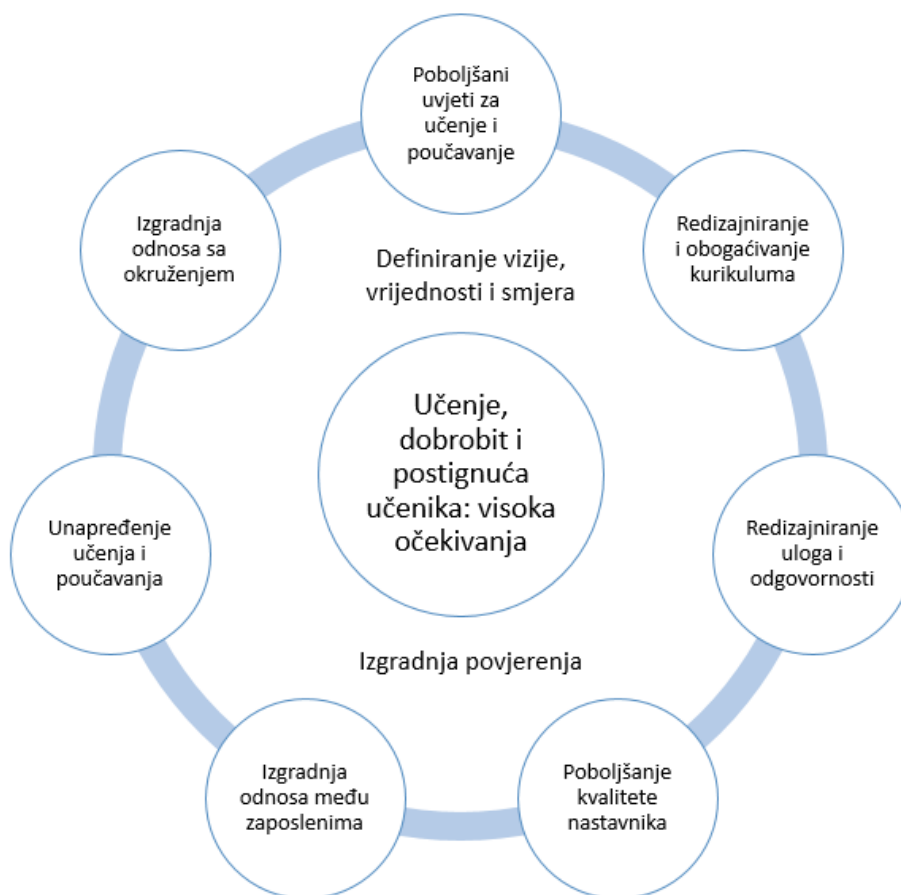 Poboljšani
uvjeti za
učenje i
poučavanje
Redizajniranje
i obogaćivanje
kurikuluma
Redizajniranje
uloga i
odgovornosti
Poboljšanje
kvalitete
nastavnika
Izgradnja
odnosa među
zaposlenima
Unapređenje
učenja i
poučavanja
Izgradnja
odnosa sa
okruženjem
Definiranje vizije,
vrijednosti i smjera
Učenje,
dobrobit i
postignuća
učenika: visoka
očekivanja
Izgradnja povjerenja